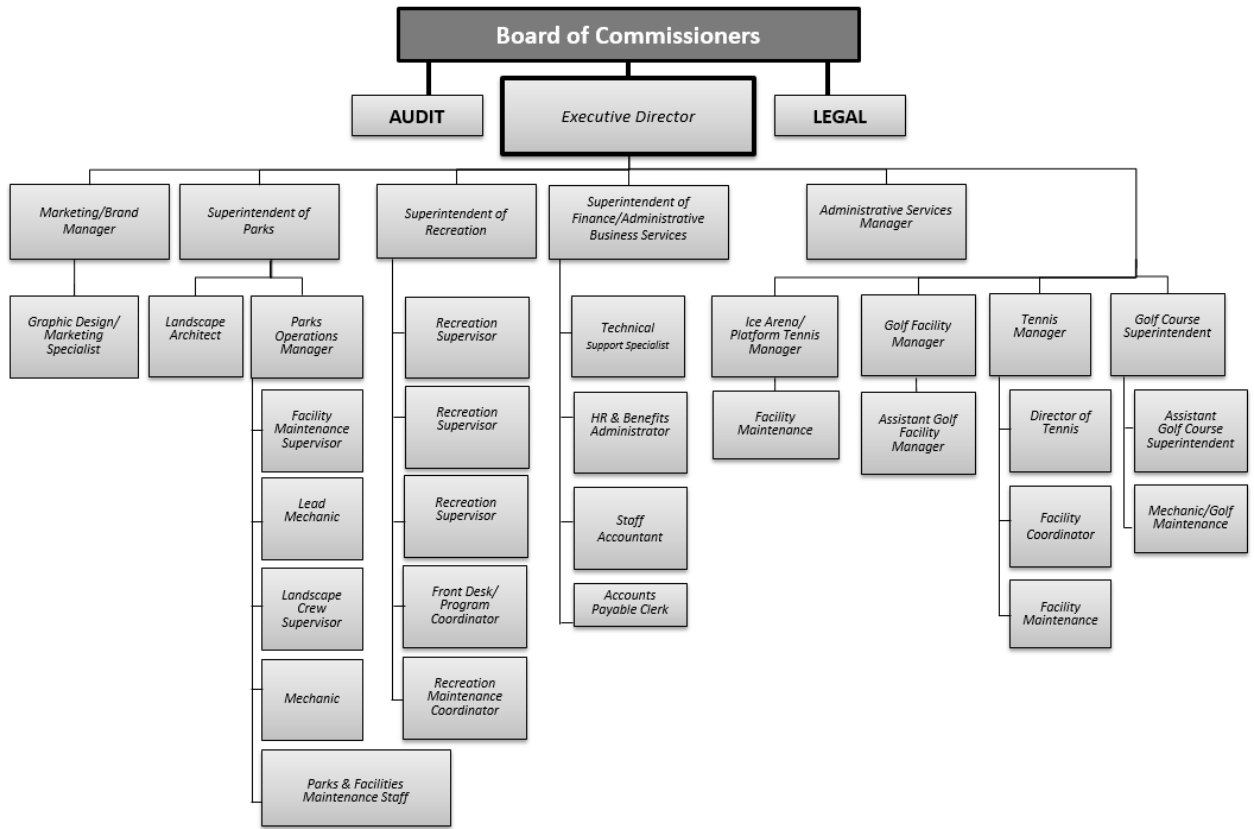 Board of Commissioners
AUDIT
Executive Director
LEGAL
Marketing/Brand
Manager
Superintendent of
Parks
Superintendent of
Recreation
Superintendent of
Finance/Administrative
Business Services
Administrative Services
Manager
Graphic Design/
Marketing
Specialist
Landscape
Architect
Parks
Operations
Manager
Recreation
Supervisor
Technical
Support Specialist
Ice Arena/
Platform Tennis
Manager
Golf Facility
Manager
Tennis
Manager
Golf Course
Superintendent
Facility
Maintenance
Supervisor
Recreation
Supervisor
HR & Benefits
Administrator
Facility
Maintenance
Assistant Golf
Facility
Manager
Director of
Tennis
Assistant
Golf Course
Superintendent
Lead
Mechanic
Recreation
Supervisor
Staff
Accountant
Facility
Coordinator
Mechanic/Golf
Maintenance
Landscape
Crew
Supervisor
Front Desk/
Program
Coordinator
Accounts
Payable Clerk
Facility
Maintenance
Mechanic
Recreation
Maintenance
Coordinator
Parks & Facilities
Maintenance Staff